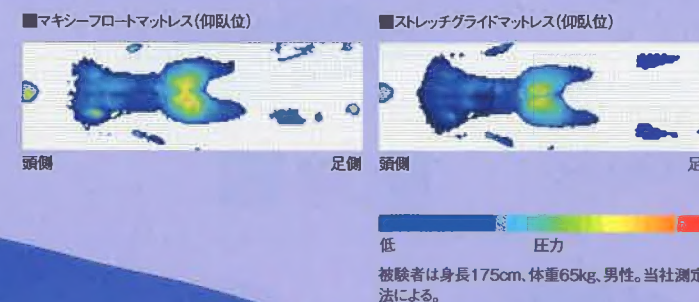 ■マキシーフロートマットレス(仰臥位)
■ストレッチグライドマットレス(仰臥位)
頭側
足側
頭側
足
低
圧力
被験者は身長175cm、体重65kg、男性。当社測定
法による。